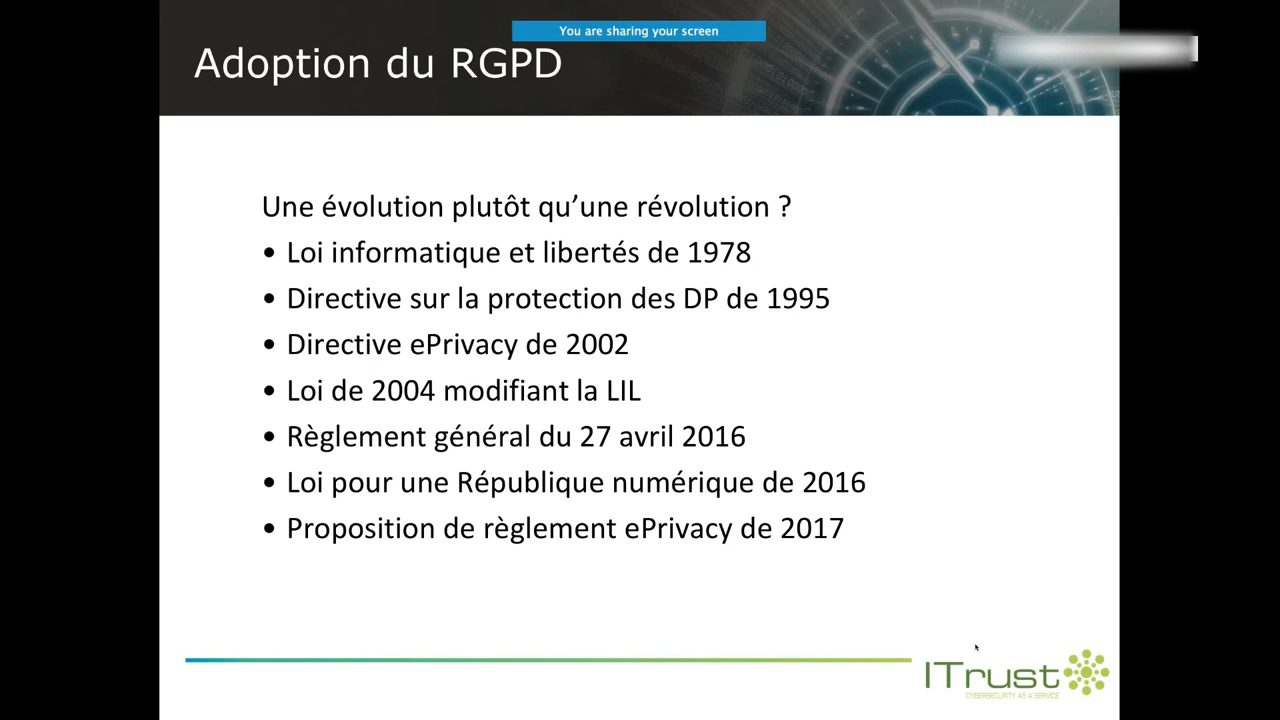 You are sharing your screen
Adoption du RGPD
Une évolution plutôt qu’une révolution ?
• Loi informatique et libertés de 1978
• Directive sur la protection des DP de 1995
• Directive ePrivacy de 2002
• Loi de 2004 modifiant la LIL
• Règlement général du 27 avril 2016
• Loi pour une République numérique de 2016
• Proposition de règlement ePrivacy de 2017
ITrust
CYBERSECURITY AS A SERVICE